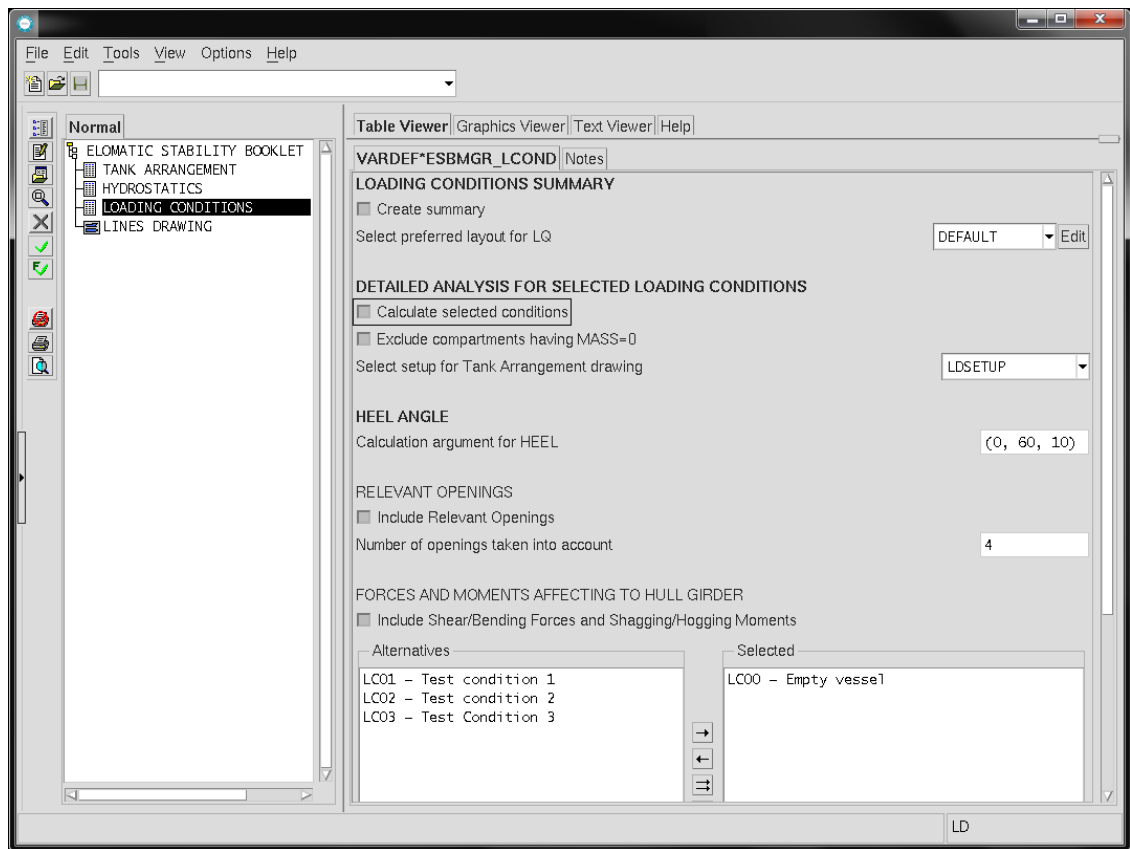 File Edit Tools View Options Help
Normal
ELOMATIC STABILITY BOOKLET
TANK ARRANGEMENT
HYDROSTATICS
LOADING CONDITIONS
LINES DRAWING
Table Viewer Graphics Viewer Text Viewer Help
VARDEF*ESBMGR_LCOND Notes
LOADING CONDITIONS SUMMARY
Create summary
Select preferred layout for LQ DEFAULT Edit
DETAILED ANALYSIS FOR SELECTED LOADING CONDITIONS
Calculate selected conditions
Exclude compartments having MASS=0
Select setup for Tank Arrangement drawing LDSETUP
HEEL ANGLE
Calculation argument for HEEL (0, 60, 10)
RELEVANT OPENINGS
Include Relevant Openings
Number of openings taken into account 4
FORCES AND MOMENTS AFFECTING TO HULL GIRDER
Include Shear/Bending Forces and Shagging/Hogging Moments
Alternatives
LC01 – Test condition 1
LC02 – Test condition 2
LC03 – Test Condition 3
Selected
LC00 – Empty vessel
LD